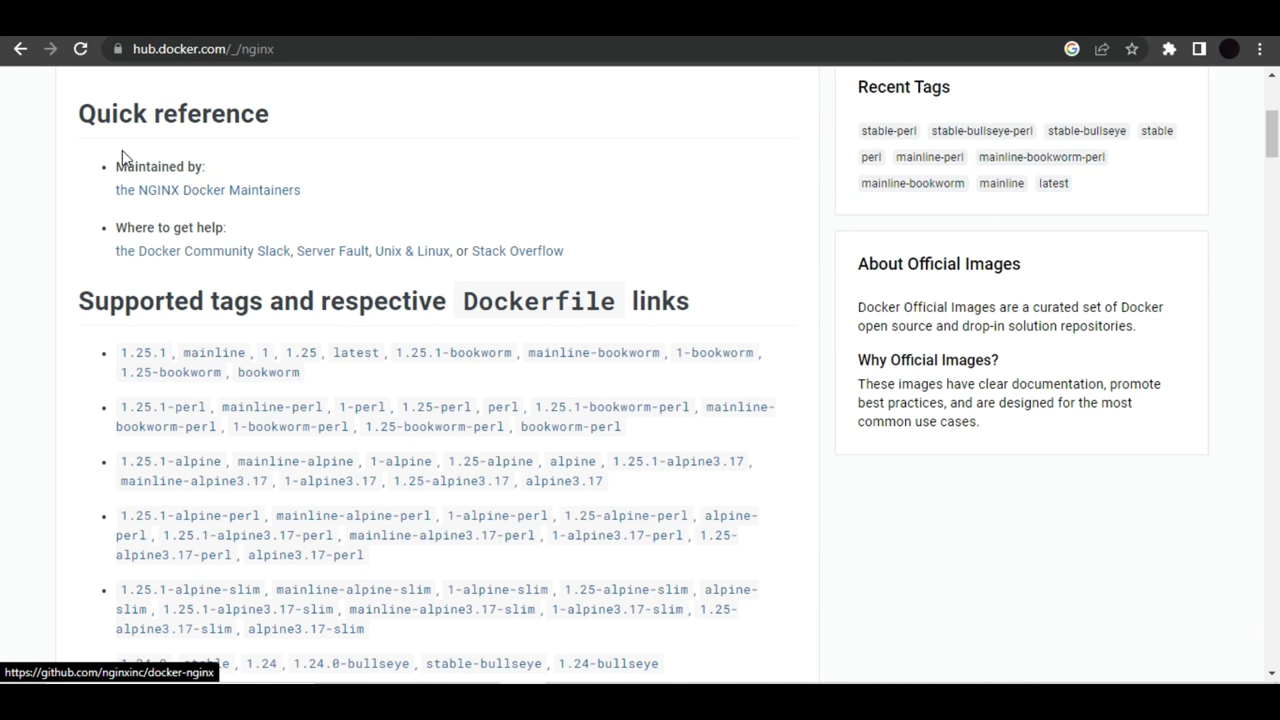 hub.docker.com/_/nginx
Quick reference
Maintained by:
the NGINX Docker Maintainers
Where to get help:
the Docker Community Slack, Server Fault, Unix & Linux, or Stack Overflow
Supported tags and respective Dockerfile links
1.25.1, mainline, 1, 1.25, latest, 1.25.1-bookworm, mainline-bookworm, 1-bookworm,
1.25-bookworm, bookworm
1.25.1-perl, mainline-perl, 1-perl, 1.25-perl, perl, 1.25.1-bookworm-perl, mainline-
bookworm-perl, 1-bookworm-perl, 1.25-bookworm-perl, bookworm-perl
1.25.1-alpine, mainline-alpine, 1-alpine, 1.25-alpine, alpine, 1.25.1-alpine3.17,
mainline-alpine3.17, 1-alpine3.17, 1.25-alpine3.17, alpine3.17
1.25.1-alpine-perl, mainline-alpine-perl, 1-alpine-perl, 1.25-alpine-perl, alpine-
perl, 1.25.1-alpine3.17-perl, mainline-alpine3.17-perl, 1-alpine3.17-perl, 1.25-
alpine3.17-perl, alpine3.17-perl
1.25.1-alpine-slim, mainline-alpine-slim, 1-alpine-slim, 1.25-alpine-slim, alpine-
slim, 1.25.1-alpine3.17-slim, mainline-alpine3.17-slim, 1-alpine3.17-slim, 1.25-
alpine3.17-slim, alpine3.17-slim
1.24, 1.24.0-bullseye, stable-bullseye, 1.24-bullseye
https://github.com/nginxinc/docker-nginx
Recent Tags
stable-perl stable-bullseye-perl stable-bullseye stable
perl mainline-perl mainline-bookworm-perl
mainline-bookworm mainline latest
About Official Images
Docker Official Images are a curated set of Docker
open source and drop-in solution repositories.
Why Official Images?
These images have clear documentation, promote
best practices, and are designed for the most
common use cases.